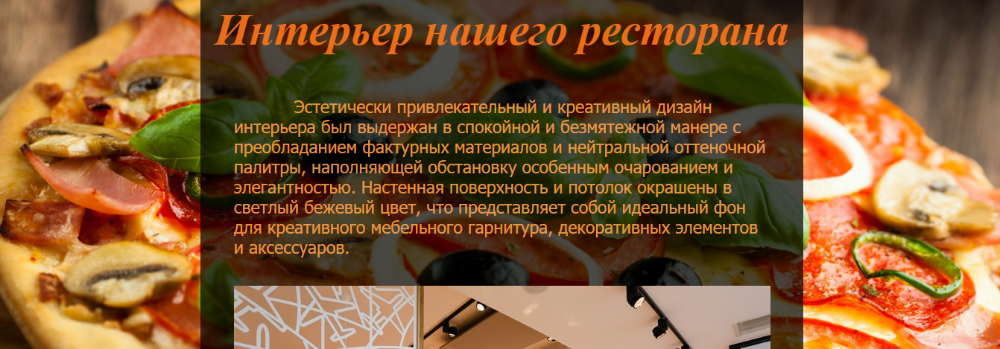 Интерьер нашего ресторана
Эстетически привлекательный и креативный дизайн
интерьера был выдержан в спокойной и безмятежной манере с
преобладанием фактурных материалов и нейтральной оттеночной
палитры, наполняющей обстановку особенным очарованием и
элегантностью. Настенная поверхность и потолок окрашены в
светлый бежевый цвет, что представляет собой идеальный фон
для креативного мебельного гарнитура, декоративных элементов
и аксессуаров.